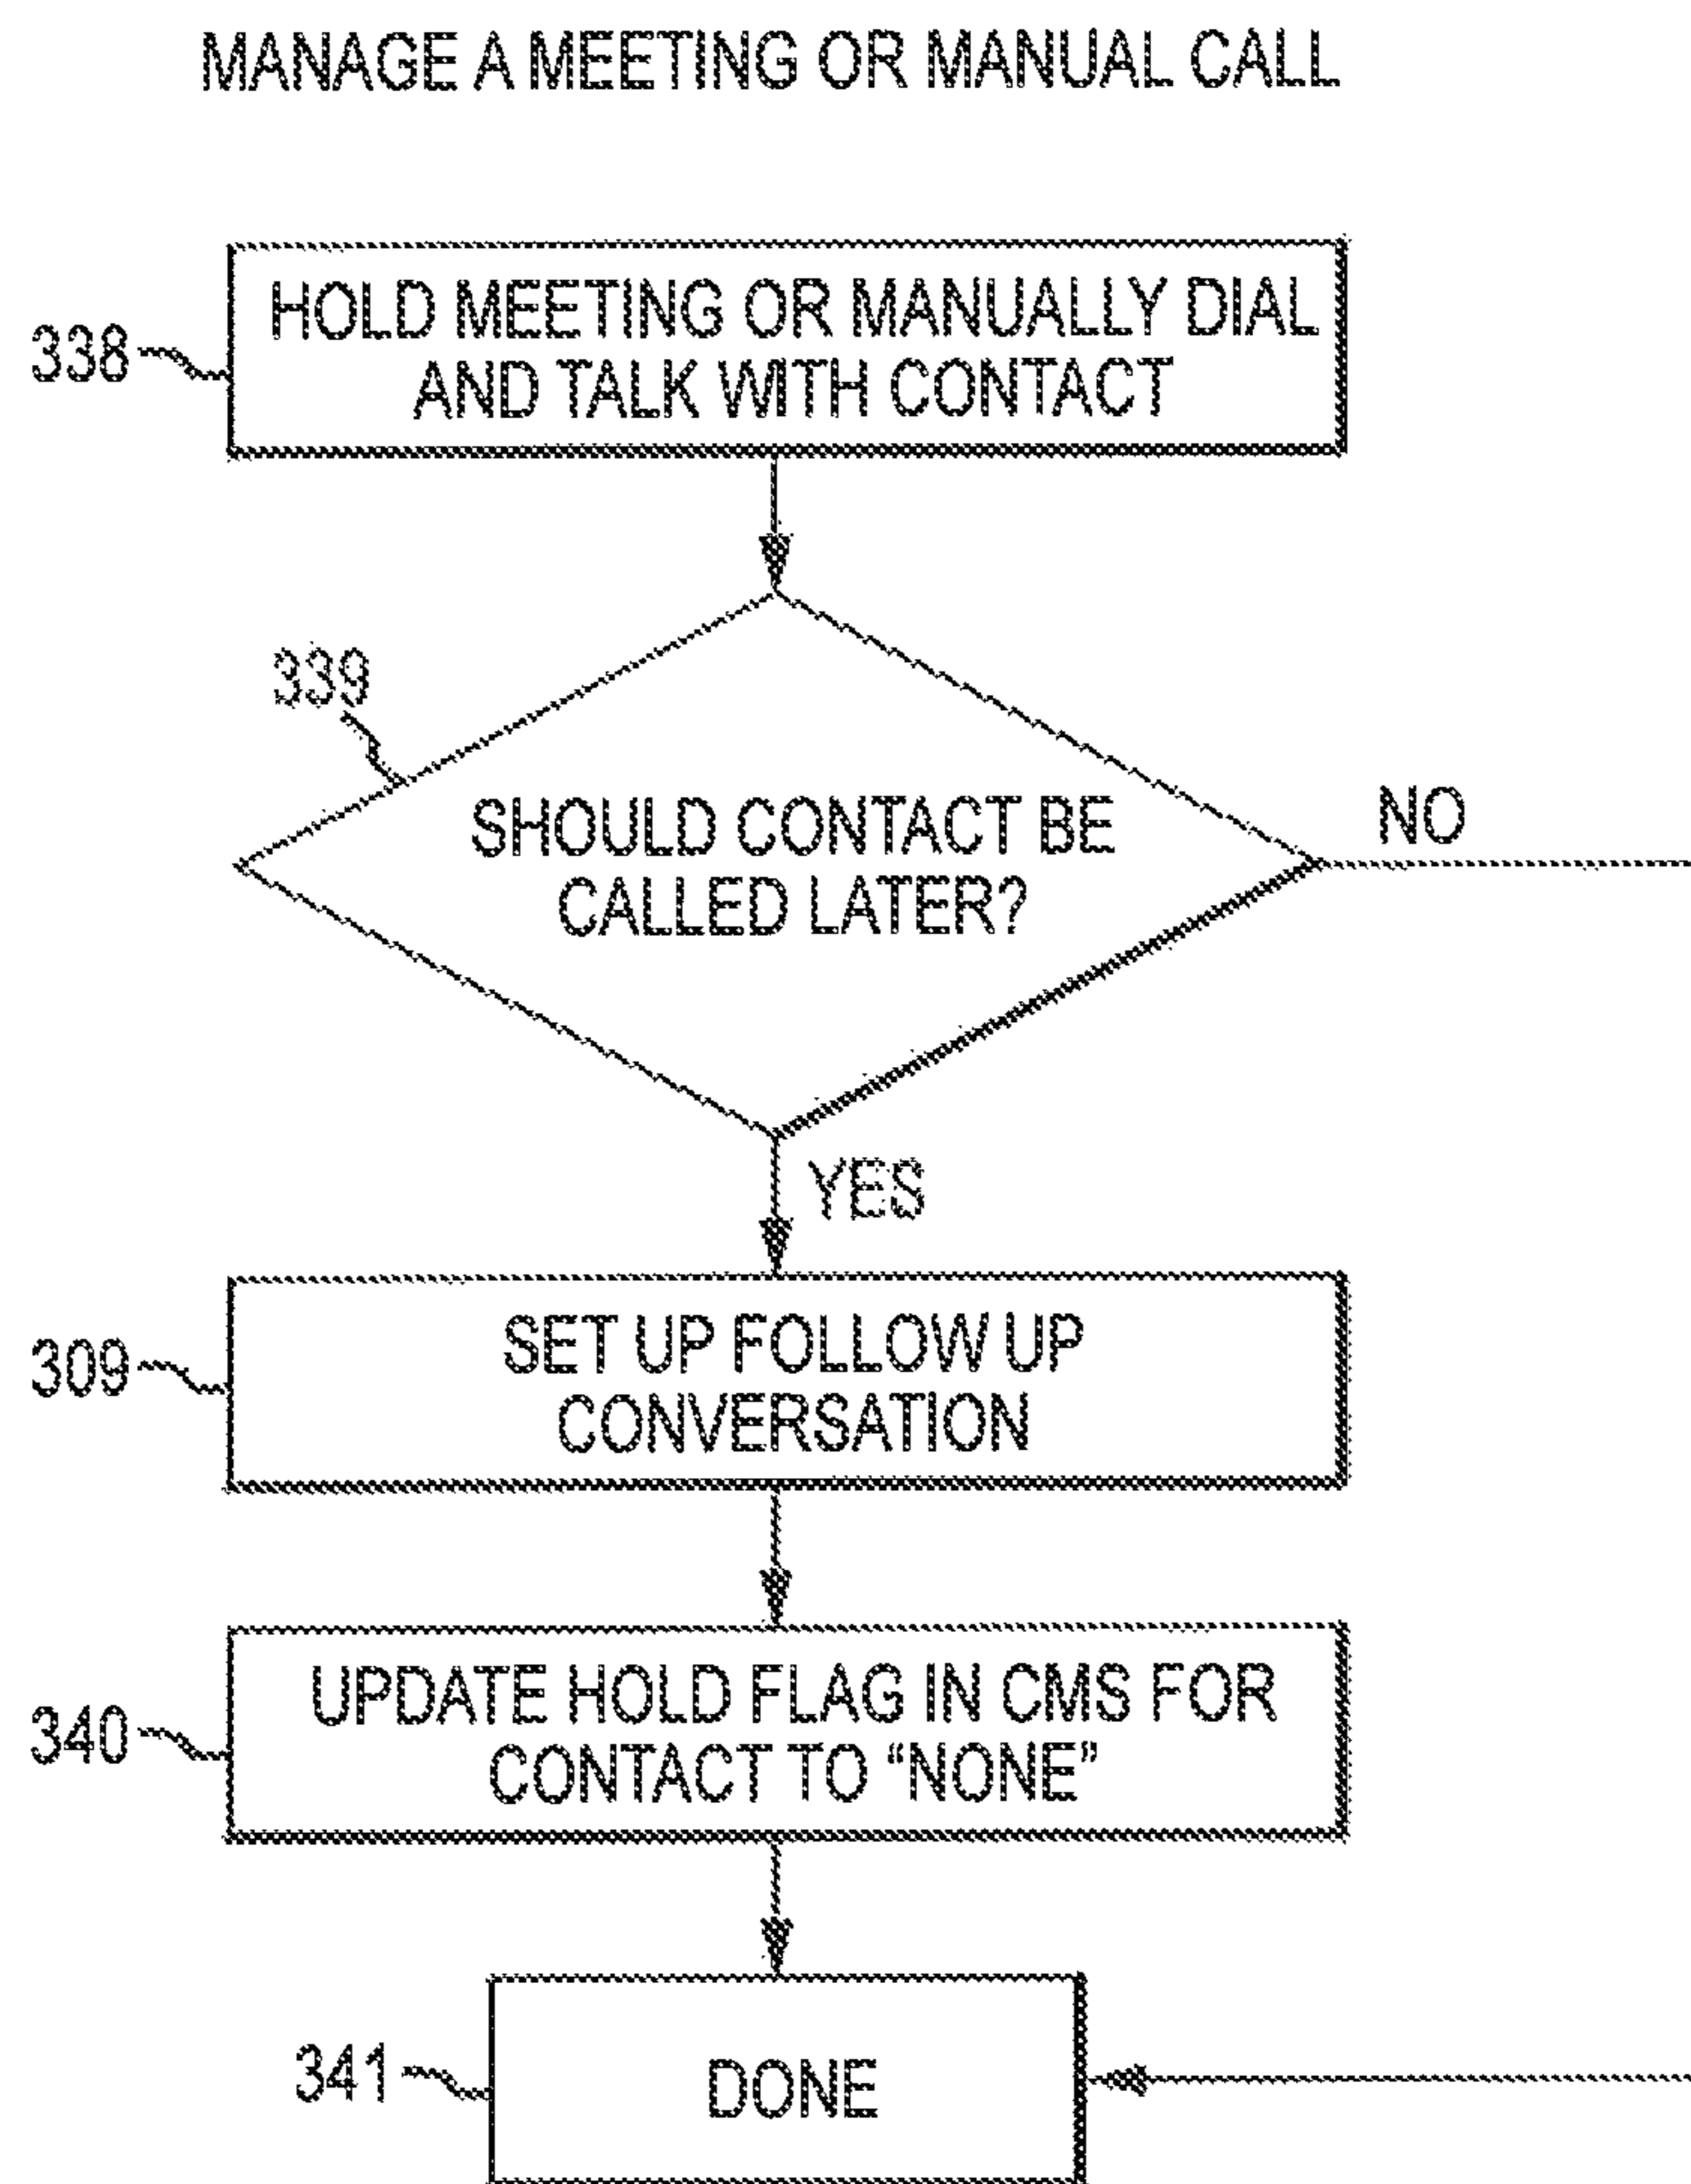 MANAGE A MEETING OR MANUAL CALL
338
HOLD MEETING OR MANUALLY DIAL
AND TALK WITH CONTACT
339
SHOULD CONTACT BE
CALLED LATER?
NO
YES
309
SET UP FOLLOW UP
CONVERSATION
340
UPDATE HOLD FLAG IN CMS FOR
CONTACT TO “NONE”
341
DONE